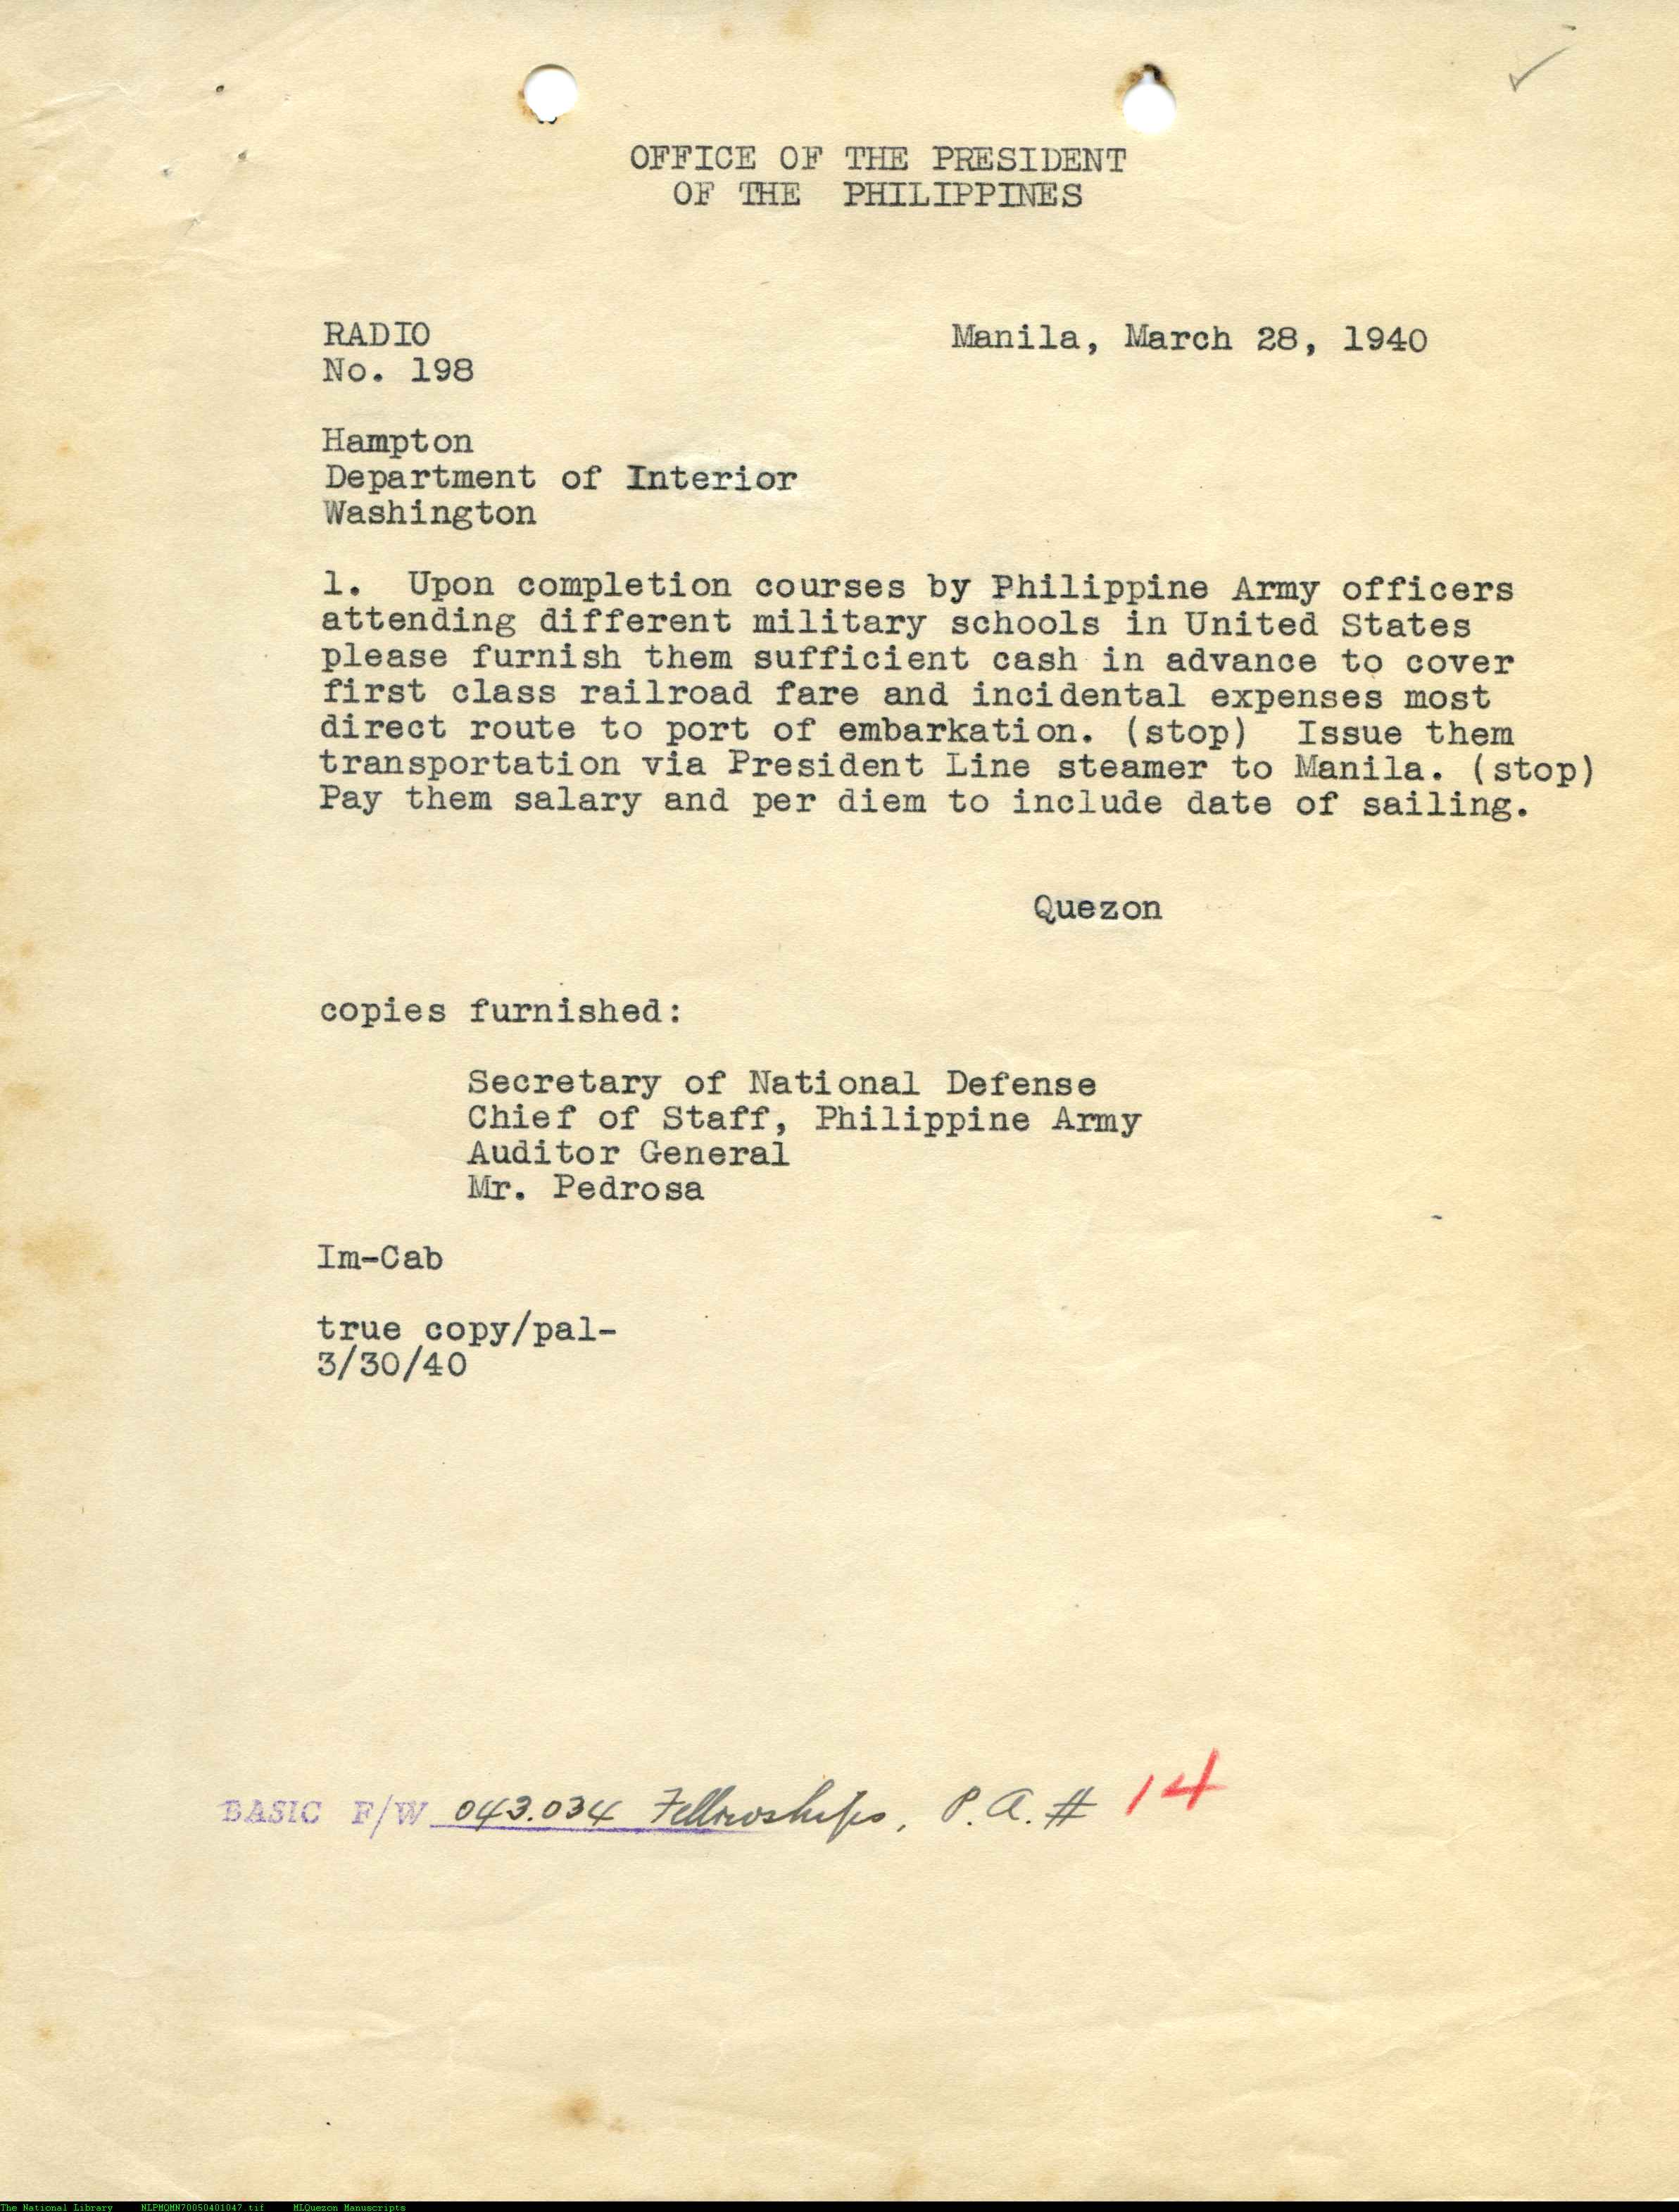 OFFICE OF THE PRESIDENT
OF THE PHILIPPINES
RADIO
No. 198
Manila, March 28, 1940
Hampton
Department of Interior
Washington
1. Upon completion courses by Philippine Army officers
attending different military schools in United States
please furnish them sufficient cash in advance to cover
first class railroad fare and incidental expenses most
direct route to port of embarkation. (stop) Issue them
transportation via President Line steamer to Manila. (stop)
Pay them salary and per diem to include date of sailing.
Quezon
copies furnished:
Secretary of National Defense
Chief of Staff, Philippine Army
Auditor General
Mr. Pedrosa
Im-Cab
true copy/pal-
3/30/40
BASIC F/W 043.034 Fellowships, P.A. # 14
The National Library NLPMQMN70050401047.tif MLQuezon Manuscripts